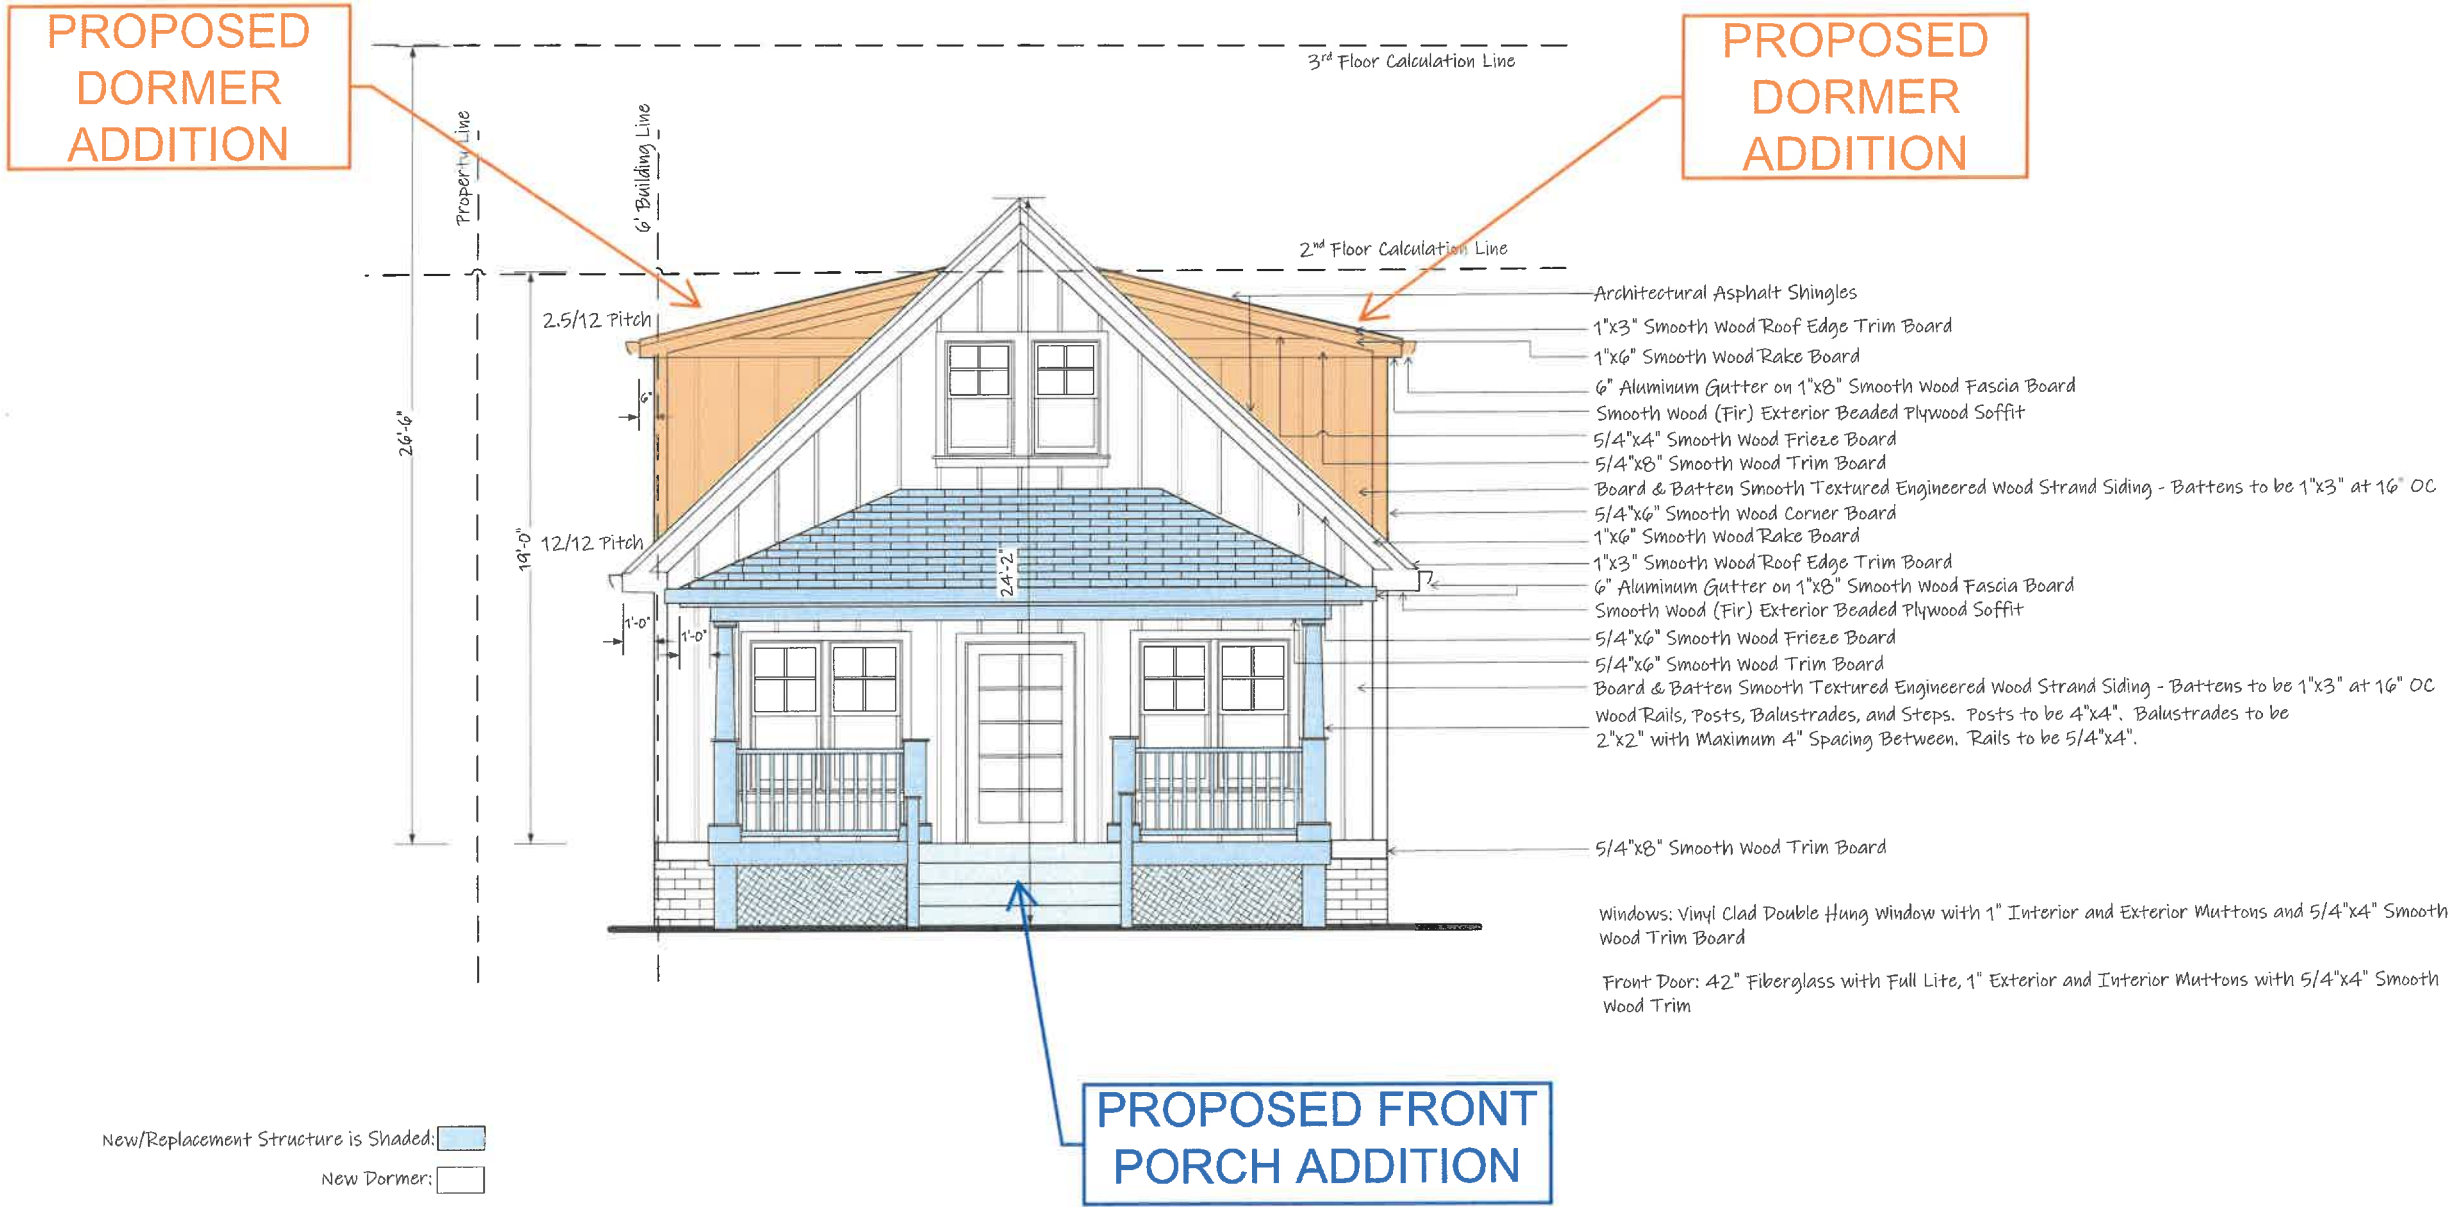 PROPOSED
DORMER
ADDITION
PROPOSED
DORMER
ADDITION
3rd Floor Calculation Line
Property Line
6' Building Line
2nd Floor Calculation Line
2.5/12 Pitch
12/12 Pitch
26'-6"
19'-0"
24'-2"
6"
1'-0"
1'-0"
Architectural Asphalt Shingles
1"x3" Smooth Wood Roof Edge Trim Board
1"x6" Smooth Wood Rake Board
6" Aluminum Gutter on 1"x8" Smooth Wood Fascia Board
Smooth Wood (Fir) Exterior Beaded Plywood Soffit
5/4"x4" Smooth Wood Frieze Board
5/4"x8" Smooth Wood Trim Board
Board & Batten Smooth Textured Engineered Wood Strand Siding - Battens to be 1"x3" at 16" OC
5/4"x6" Smooth Wood Corner Board
1"x6" Smooth Wood Rake Board
1"x3" Smooth Wood Roof Edge Trim Board
6" Aluminum Gutter on 1"x8" Smooth Wood Fascia Board
Smooth Wood (Fir) Exterior Beaded Plywood Soffit
5/4"x6" Smooth Wood Frieze Board
5/4"x6" Smooth Wood Trim Board
Board & Batten Smooth Textured Engineered Wood Strand Siding - Battens to be 1"x3" at 16" OC
Wood Rails, Posts, Balustrades, and Steps. Posts to be 4"x4". Balustrades to be
2"x2" with Maximum 4" Spacing Between. Rails to be 5/4"x4".
5/4"x8" Smooth Wood Trim Board
Windows: Vinyl Clad Double Hung Window with 1" Interior and Exterior Muttons and 5/4"x4" Smooth
Wood Trim Board
Front Door: 42" Fiberglass with Full Lite, 1" Exterior and Interior Muttons with 5/4"x4" Smooth
Wood Trim
PROPOSED FRONT
PORCH ADDITION
New/Replacement Structure is Shaded:
New Dormer: